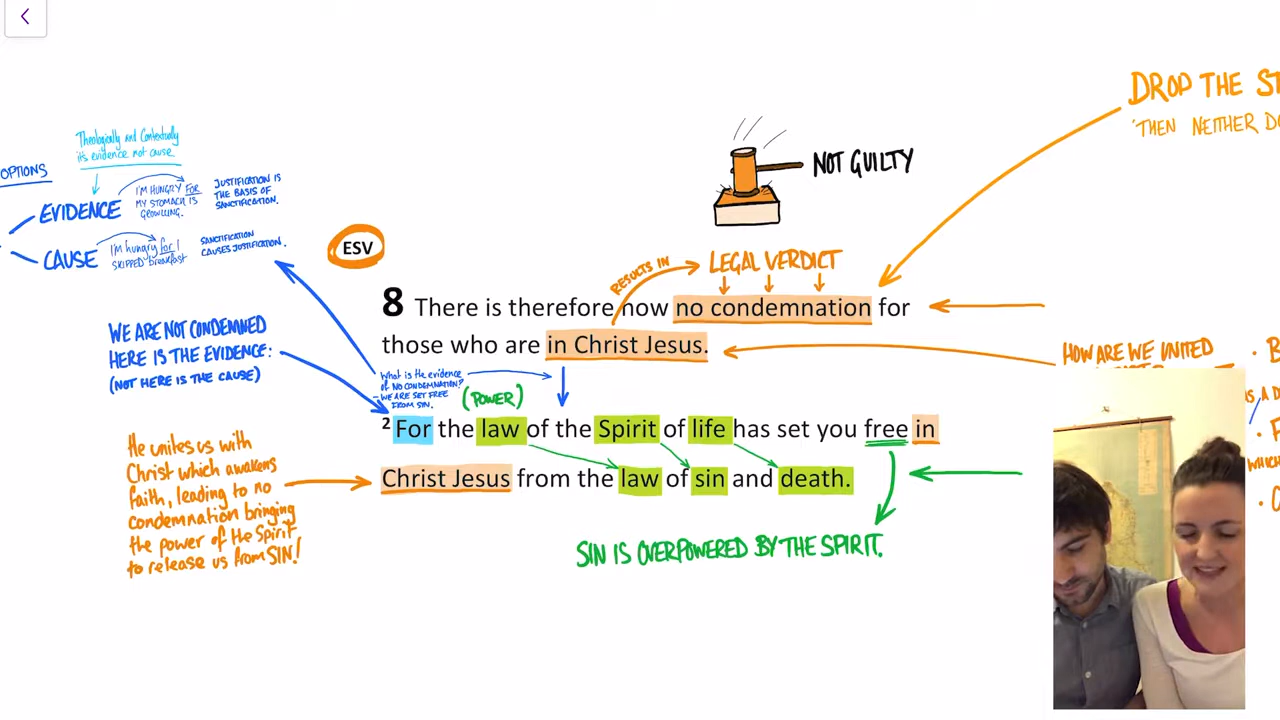 DROP THE ST
'THEN NEITHER DO
Theologically and Contextually
it's evidence not cause
OPTIONS
EVIDENCE
I'M HUNGRY FOR
MY STOMACH IS
GROWLING.
JUSTIFICATION IS
THE BASIS OF
SANCTIFICATION.
CAUSE
I'm hungry for I
SKIPPED breakfast
SANCTIFICATION
CAUSES JUSTIFICATION.
NOT GUILTY
ESV
RESULTS IN
LEGAL VERDICT
8 There is therefore now no condemnation for
those who are in Christ Jesus.
WE ARE NOT CONDEMNED
HERE IS THE EVIDENCE:
(NOT HERE IS THE CAUSE)
HOW ARE WE UNITED
What is the evidence
of NO CONDEMNATION?
- WE ARE SET FREE
FROM SIN.
(POWER)
2 For the law of the Spirit of life has set you free in
Christ Jesus from the law of sin and death.
He unites us with
Christ which awakens
faith, leading to no
condemnation bringing
the power of the Spirit
to release us from SIN!
SIN IS OVERPOWERED BY THE SPIRIT.